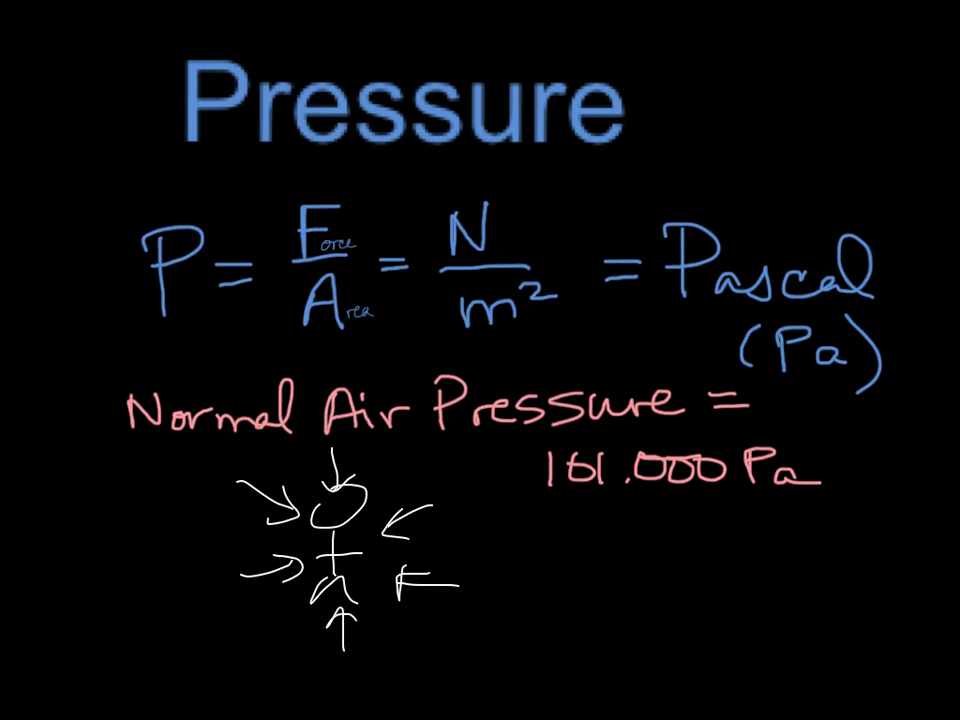 Pressure
P = Force / Area = N / m² = Pascal
(Pa)
Normal Air Pressure =
101.000 Pa